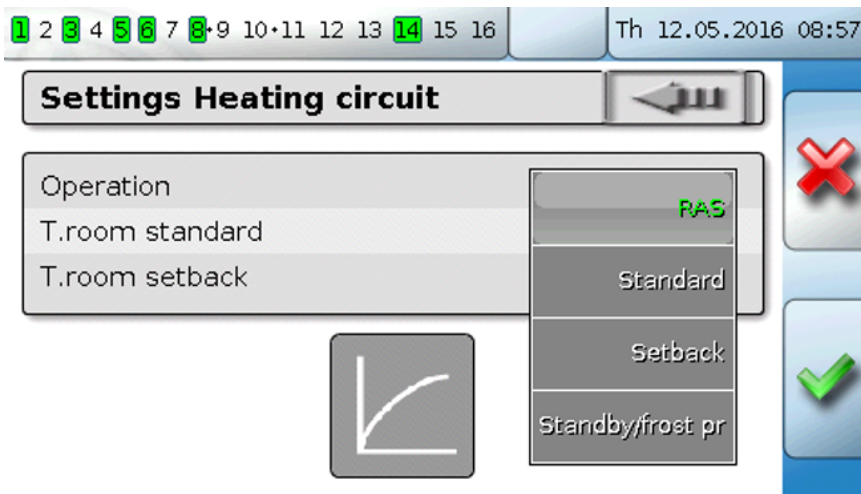 1 2 3 4 5 6 7 8•9 10•11 12 13 14 15 16 Th 12.05.2016 08:57
Settings Heating circuit
Operation
RAS
T.room standard
Standard
T.room setback
Setback
Standby/frost pr